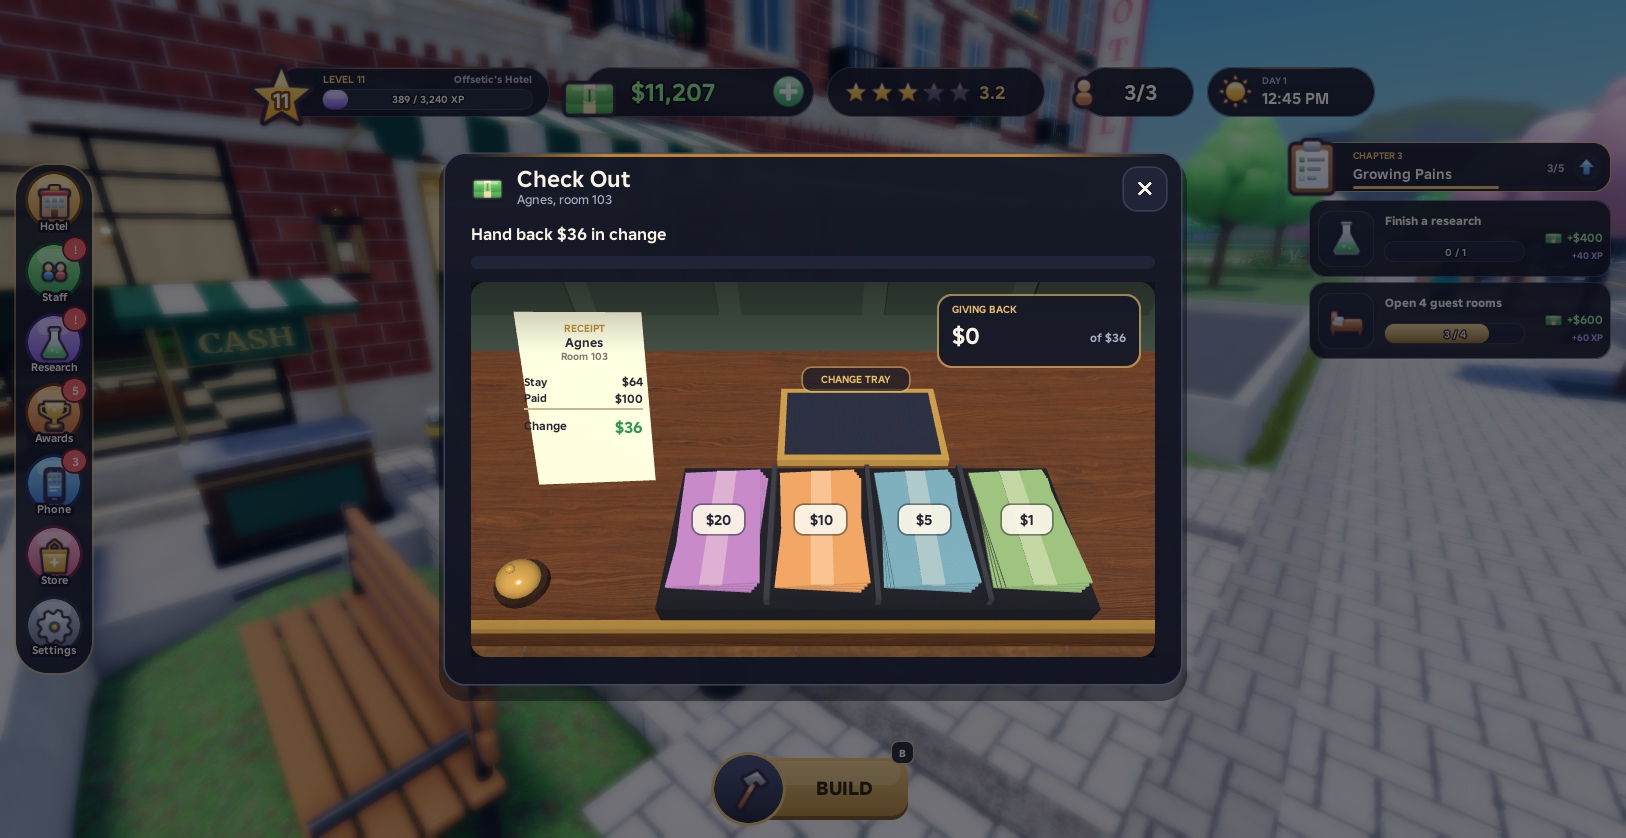 LEVEL 11
Offsetic's Hotel
11
389 / 3,240 XP
$11,207
3.2
3/3
DAY 1
12:45 PM
CHAPTER 3
Growing Pains
3/5
Finish a research
0 / 1
+$400
+40 XP
Open 4 guest rooms
3 / 4
+$600
+60 XP
Hotel
!
Staff
!
Research
5
Awards
3
Phone
Store
Settings
CASH
Check Out
Agnes, room 103
Hand back $36 in change
RECEIPT
Agnes
Room 103
Stay $64
Paid $100
Change $36
GIVING BACK
$0 of $36
CHANGE TRAY
$20 $10 $5 $1
B
BUILD
OTEL